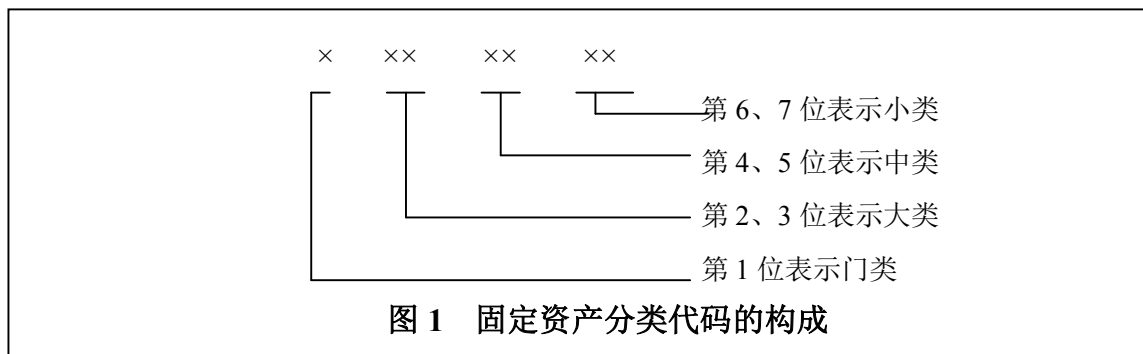 × ×× ×× ××
第 6、7 位表示小类
第 4、5 位表示中类
第 2、3 位表示大类
第 1 位表示门类
图 1 固定资产分类代码的构成